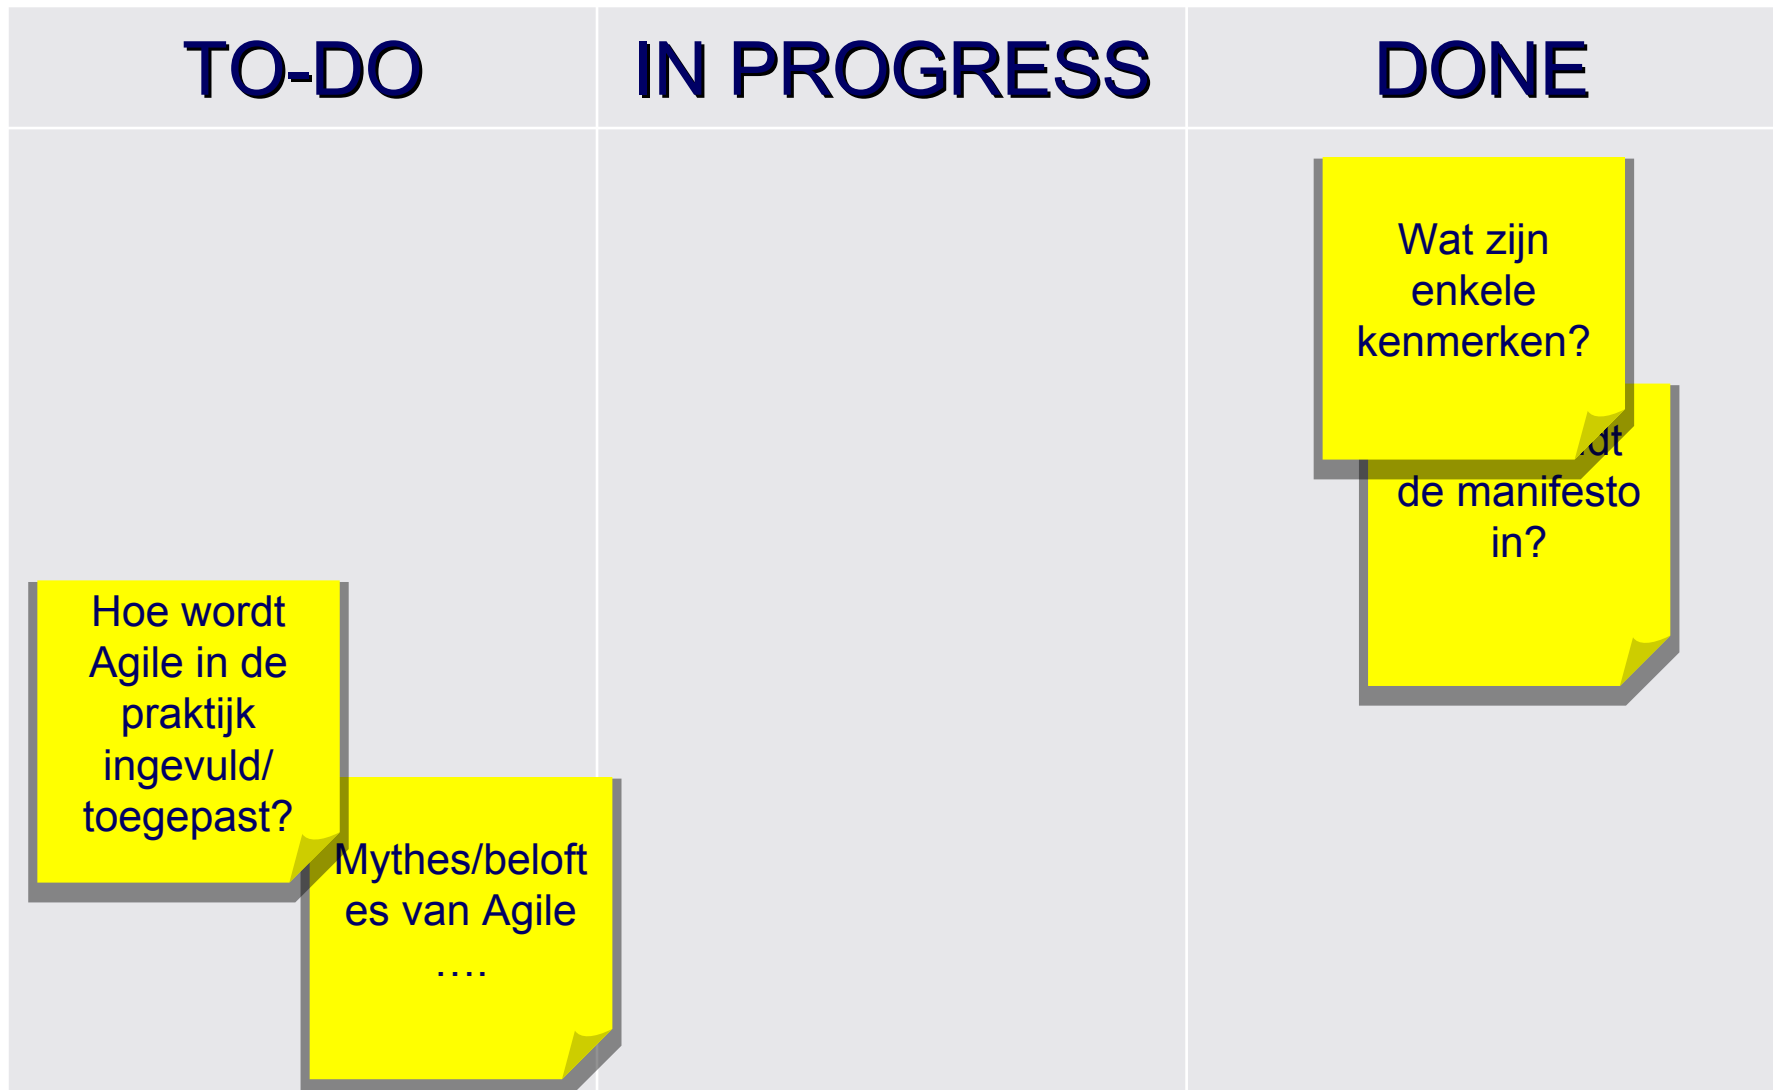 TO-DO
IN PROGRESS
DONE
Wat zijn
enkele
kenmerken?
de manifesto
in?
Hoe wordt
Agile in de
praktijk
ingevuld/
toegepast?
Mythes/beloft
es van Agile
….